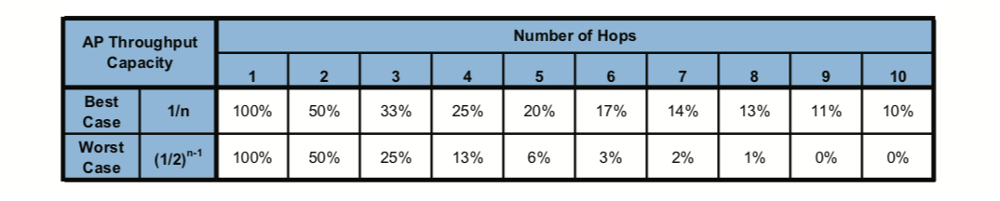 AP Throughput
Capacity
Number of Hops
1 2 3 4 5 6 7 8 9 10
Best
Case
1/n 100% 50% 33% 25% 20% 17% 14% 13% 11% 10%
Worst
Case
(1/2)ⁿ⁻¹ 100% 50% 25% 13% 6% 3% 2% 1% 0% 0%